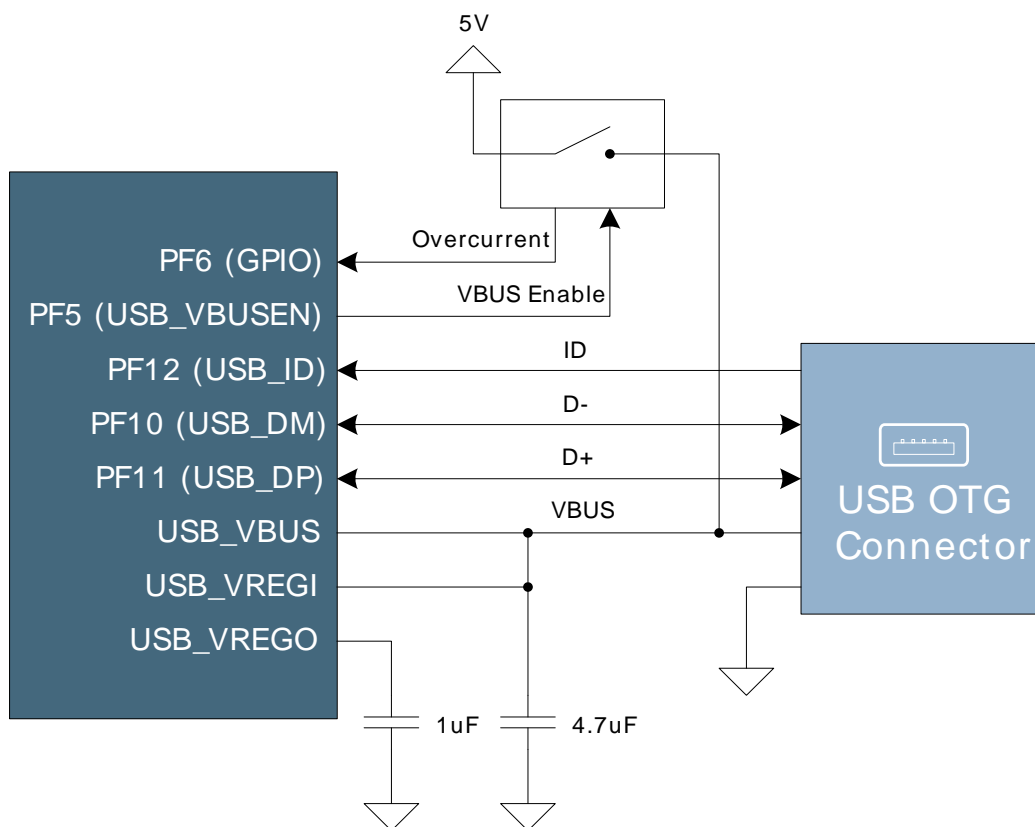 5V
Overcurrent
PF6 (GPIO)
VBUS Enable
PF5 (USB_VBUSEN)
ID
PF12 (USB_ID)
D-
PF10 (USB_DM)
D+
PF11 (USB_DP)
USB OTG
Connector
VBUS
USB_VBUS
USB_VREGI
USB_VREGO
1uF
4.7uF